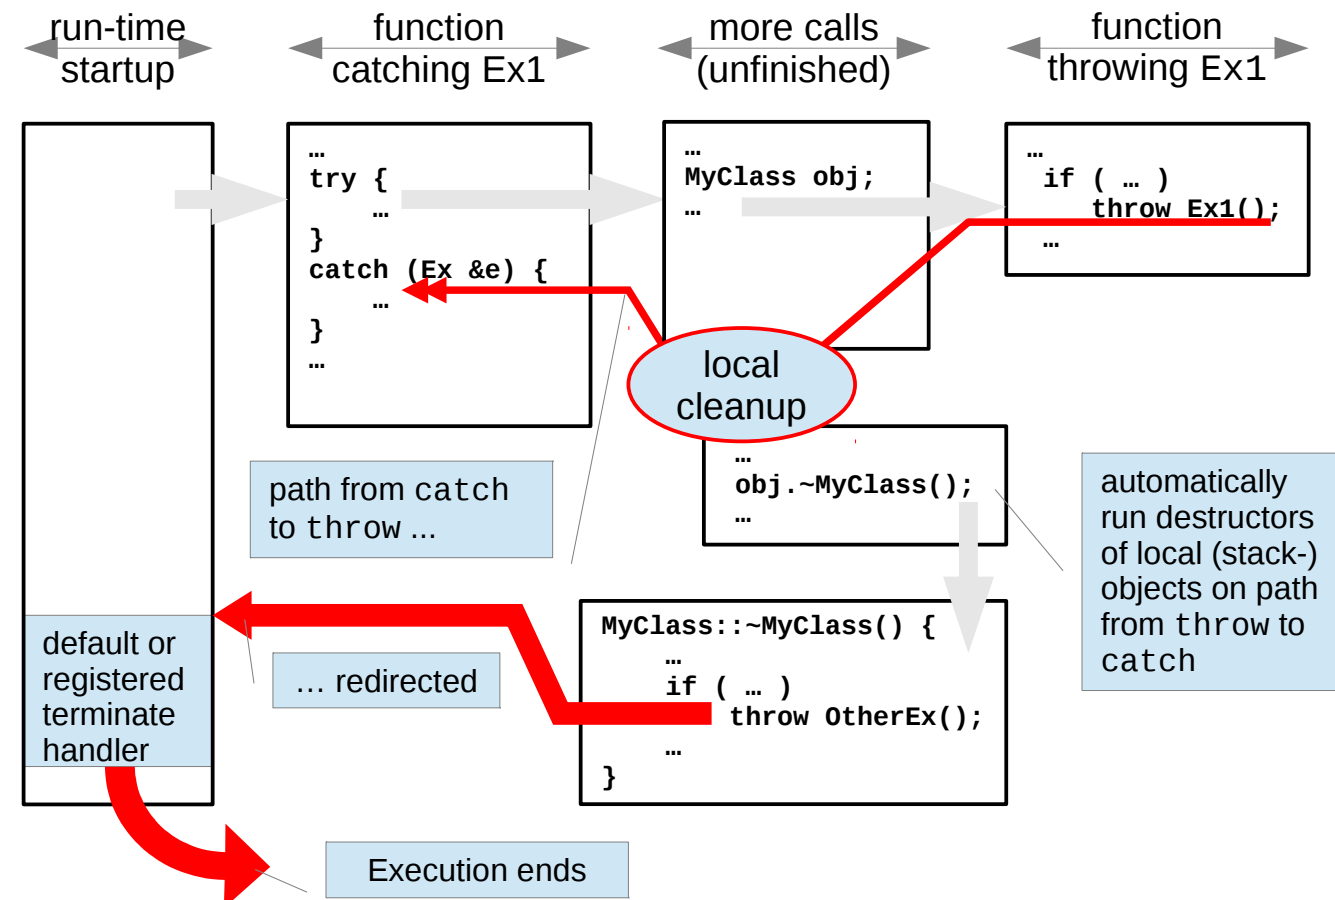 run-time
startup
function
catching Ex1
more calls
(unfinished)
function
throwing Ex1
…
try {
…
}
catch (Ex &e) {
…
}
…
…
MyClass obj;
…
…
if ( … )
throw Ex1();
…
local
cleanup
…
obj.~MyClass();
…
path from catch
to throw ...
automatically
run destructors
of local (stack-)
objects on path
from throw to
catch
default or
registered
terminate
handler
… redirected
MyClass::~MyClass() {
…
if ( … )
throw OtherEx();
…
}
Execution ends